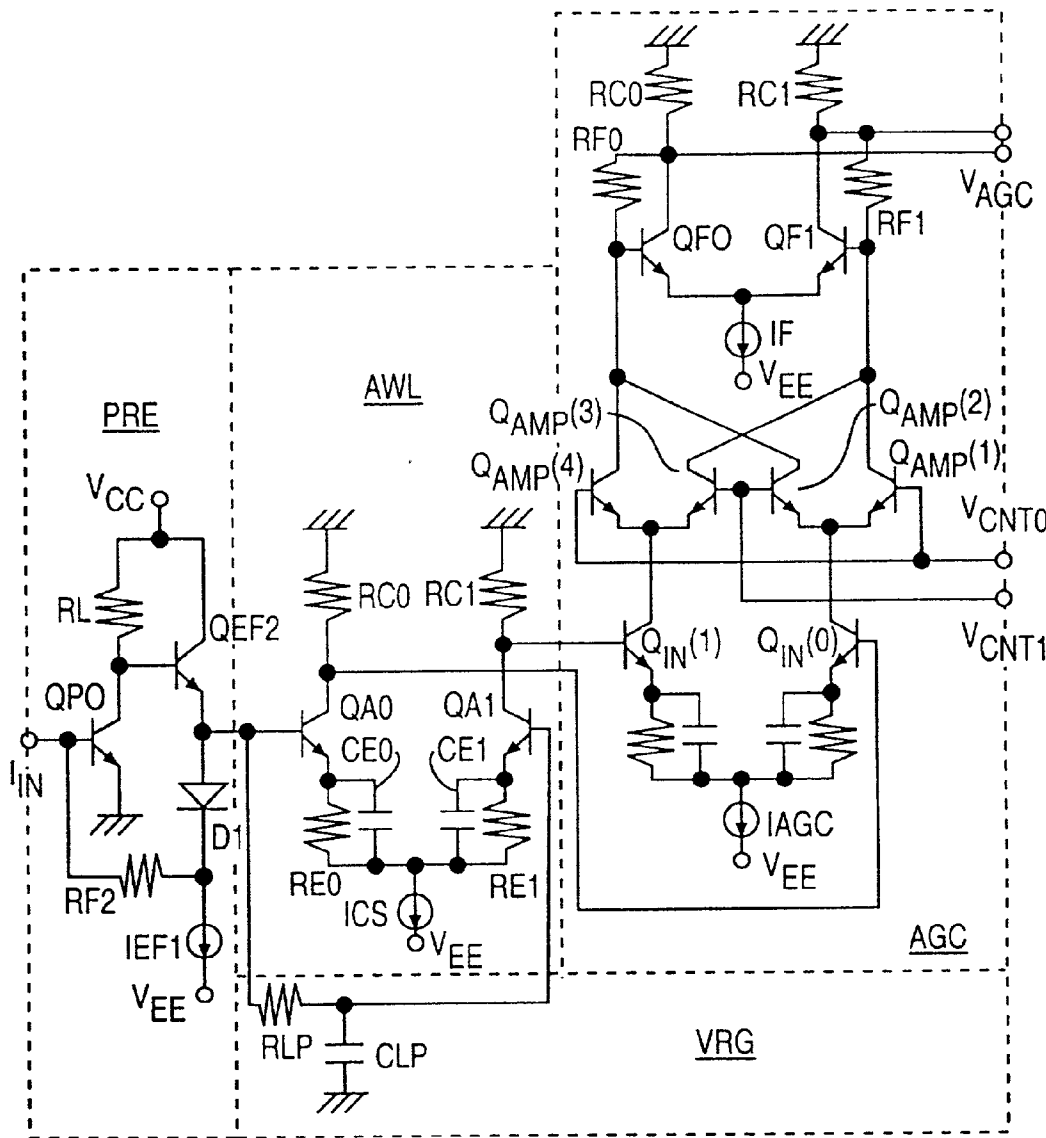 RC0 RC1
RF0
VAGC
QFO QF1 RF1
IF
VEE
PRE AWL
QAMP(3) QAMP(2)
QAMP(4) QAMP(1)
VCC
VCNT0
RL RC0 RC1
QEF2
QIN(1) QIN(0)
VCNT1
QPO QA0 QA1
CE0 CE1
IIN
D1 IAGC
VEE
RF2 RE0 RE1
ICS
IEF1 AGC
VEE
VEE
RLP CLP VRG